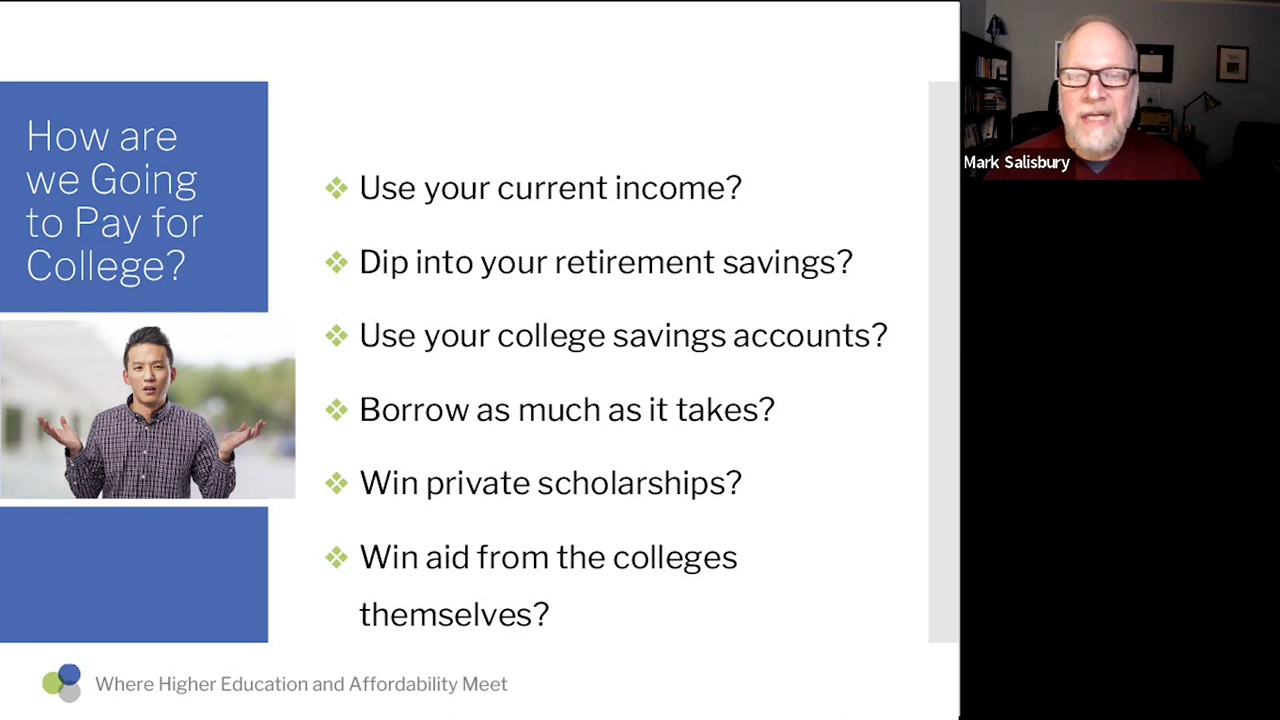 How are
we Going
to Pay for
College?
Use your current income?
Dip into your retirement savings?
Use your college savings accounts?
Borrow as much as it takes?
Win private scholarships?
Win aid from the colleges
themselves?
Where Higher Education and Affordability Meet
Mark Salisbury